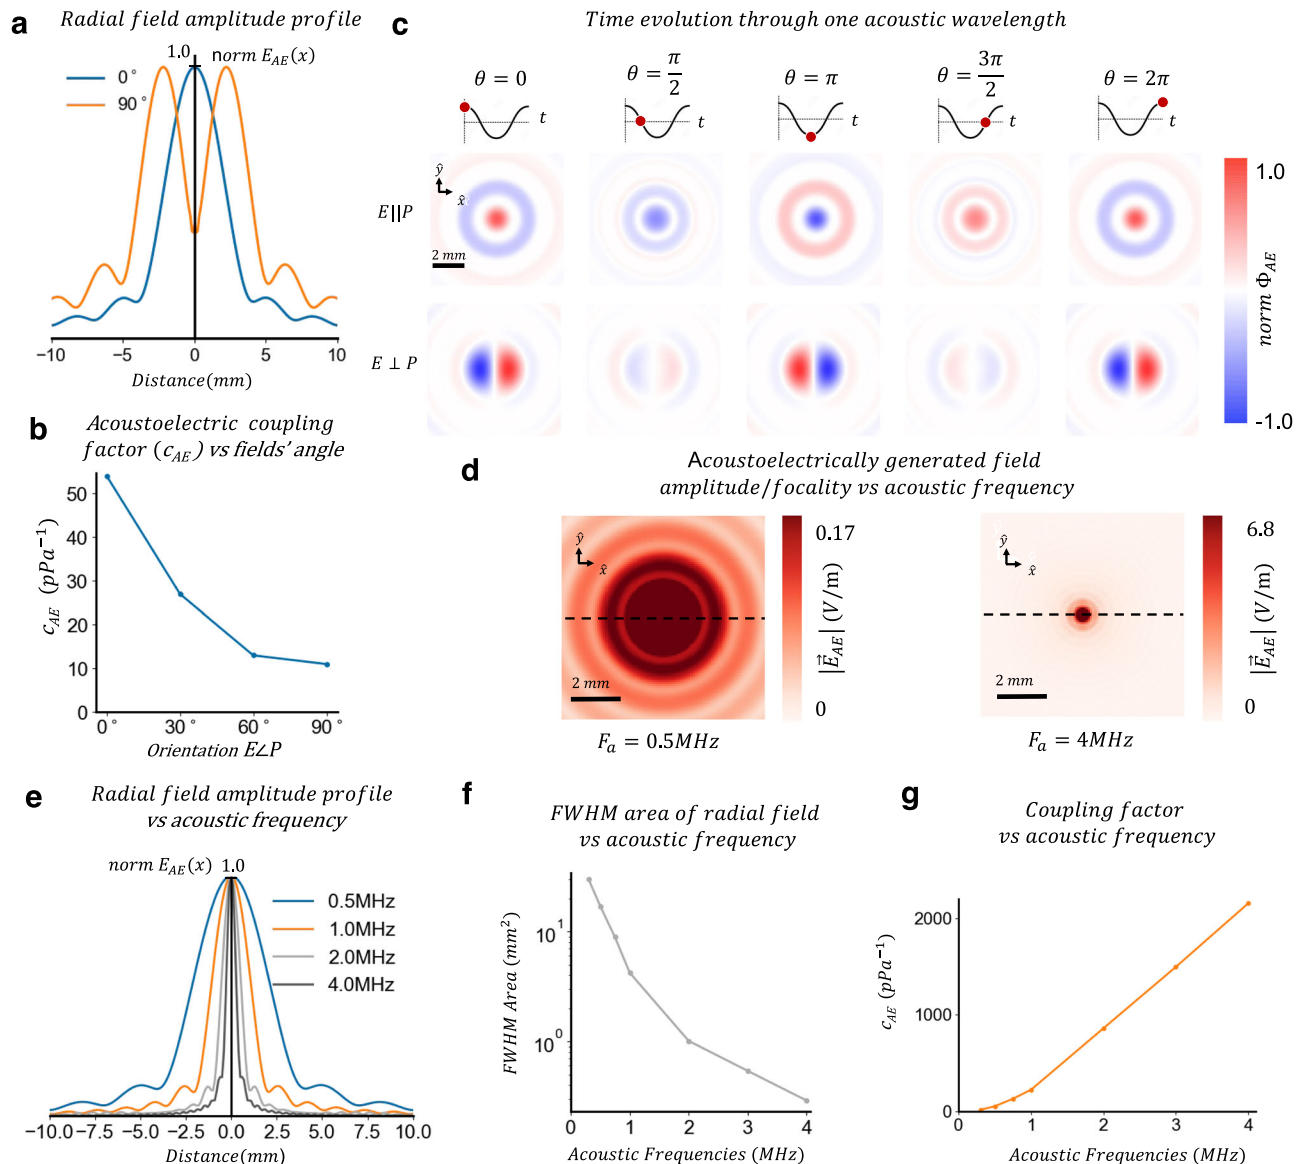 a
Radial field amplitude profile
1.0 norm E_AE(x)
0°
90°
−10 −5 0 5 10
Distance(mm)
b
Acoustoelectric coupling
factor (c_AE) vs fields' angle
c_AE (pPa⁻¹)
50
40
30
20
10
0
0° 30° 60° 90°
Orientation E∠P
c
Time evolution through one acoustic wavelength
θ = 0 θ = π/2 θ = π θ = 3π/2 θ = 2π
t t t t t
ŷ
x̂
E||P
2 mm
E ⊥ P
1.0
norm Φ_AE
-1.0
d
Acoustoelectrically generated field
amplitude/focality vs acoustic frequency
ŷ
x̂
2 mm
0.17
|E⃗_AE| (V/m)
0
F_a = 0.5MHz
ŷ
x̂
2 mm
6.8
|E⃗_AE| (V/m)
0
F_a = 4MHz
e
Radial field amplitude profile
vs acoustic frequency
norm E_AE(x) 1.0
0.5MHz
1.0MHz
2.0MHz
4.0MHz
−10.0 −7.5 −5.0 −2.5 0.0 2.5 5.0 7.5 10.0
Distance(mm)
f
FWHM area of radial field
vs acoustic frequency
FWHM Area (mm²)
10¹
10⁰
0 1 2 3 4
Acoustic Frequencies (MHz)
g
Coupling factor
vs acoustic frequency
c_AE (pPa⁻¹)
2000
1000
0
0 1 2 3 4
Acoustic Frequencies (MHz)